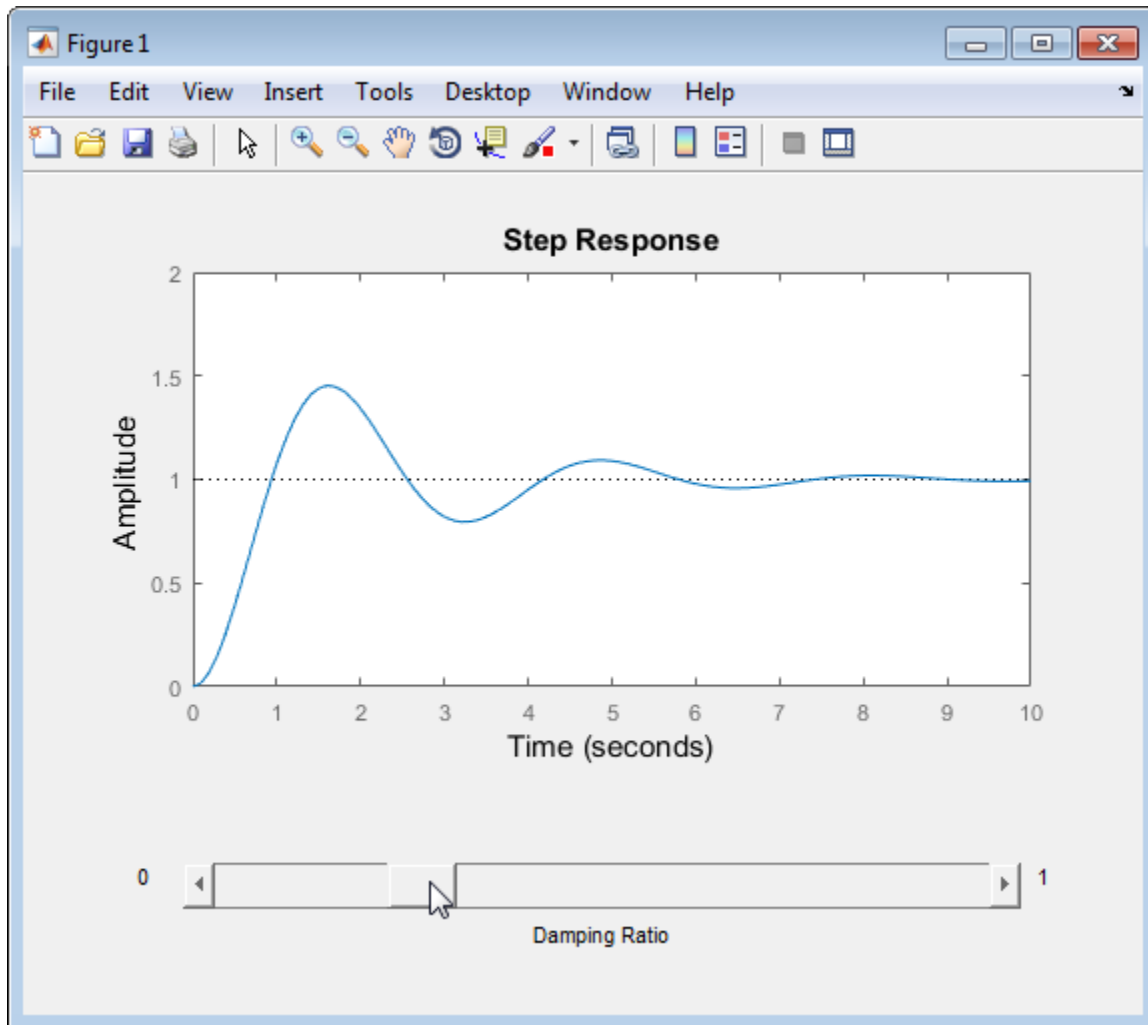 Figure 1
File Edit View Insert Tools Desktop Window Help
Step Response
2
1.5
1
0.5
0
Amplitude
0 1 2 3 4 5 6 7 8 9 10
Time (seconds)
0 1
Damping Ratio